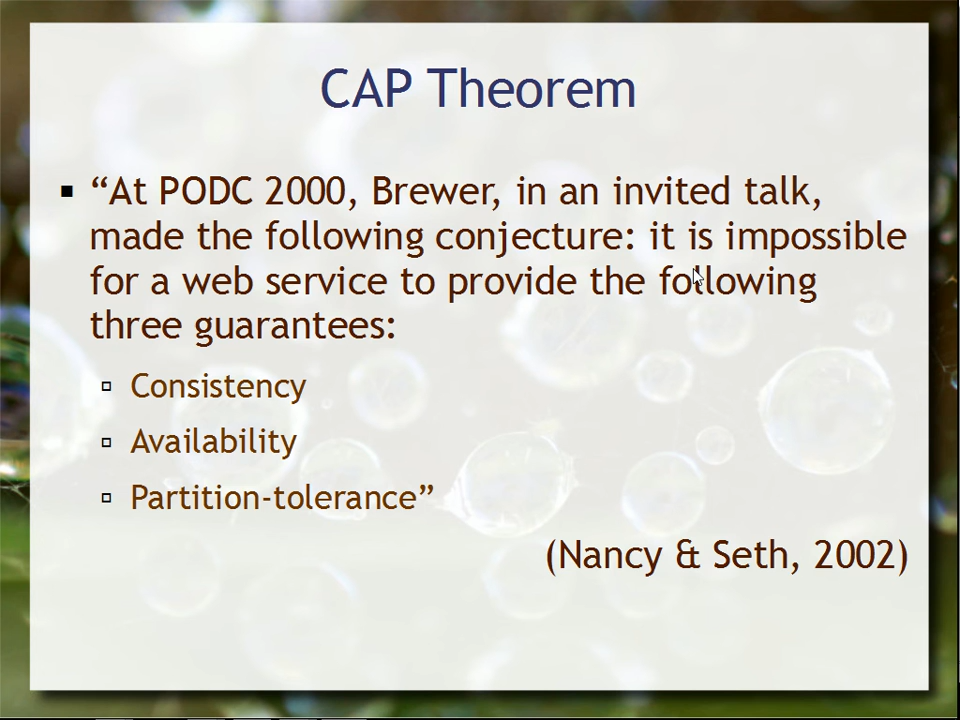 CAP Theorem
“At PODC 2000, Brewer, in an invited talk,
made the following conjecture: it is impossible
for a web service to provide the following
three guarantees:
Consistency
Availability
Partition-tolerance”
(Nancy & Seth, 2002)